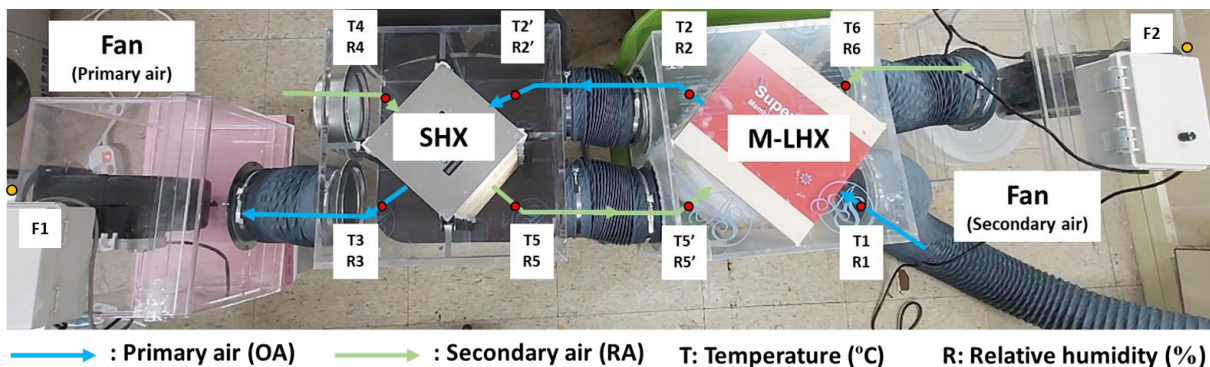 Fan
(Primary air)
T4
R4
T2’
R2’
T2
R2
T6
R6
F2
SHX
Super
M-LHX
F1
T3
R3
T5
R5
T5’
R5’
T1
R1
Fan
(Secondary air)
: Primary air (OA)
: Secondary air (RA)
T: Temperature (°C)
R: Relative humidity (%)